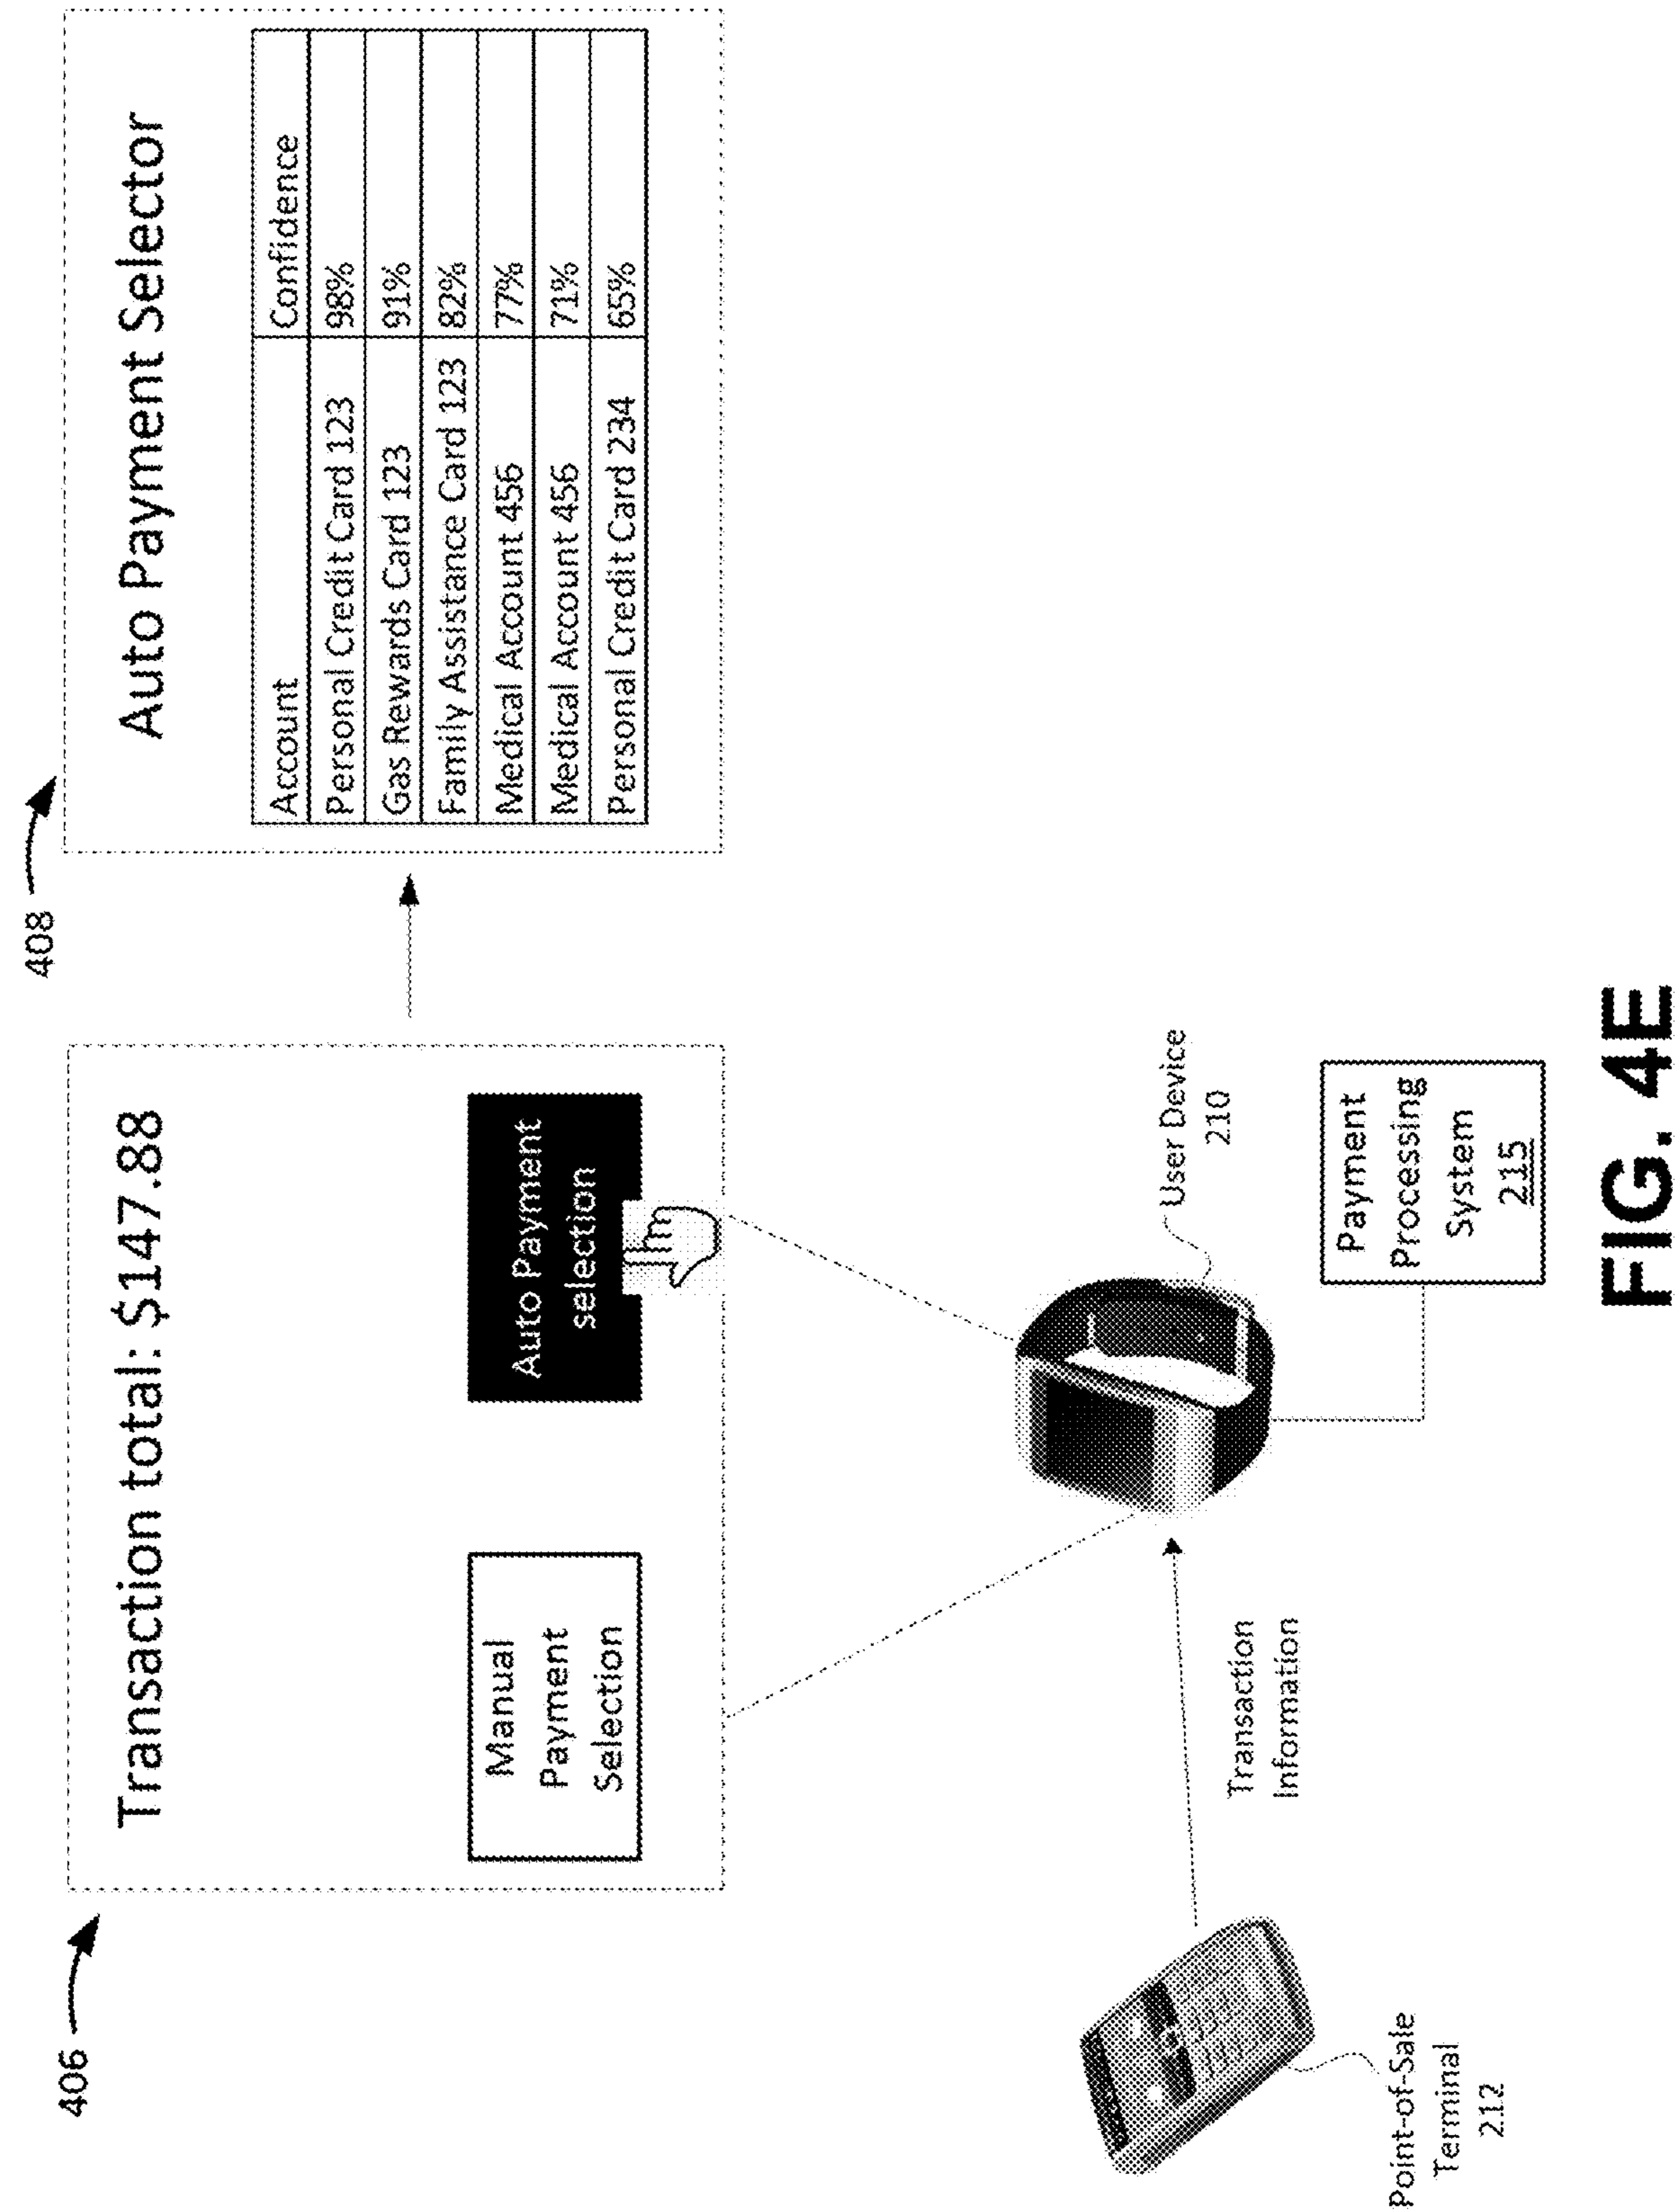 406
Transaction total: $147.88
Manual
Payment
Selection
Auto Payment
selection
408
Auto Payment Selector
Account Confidence
Personal Credit Card 123 98%
Gas Rewards Card 123 91%
Family Assistance Card 123 82%
Medical Account 456 77%
Medical Account 456 71%
Personal Credit Card 234 65%
Point-of-Sale
Terminal
212
Transaction
Information
User Device
210
Payment
Processing
System
215
FIG. 4E